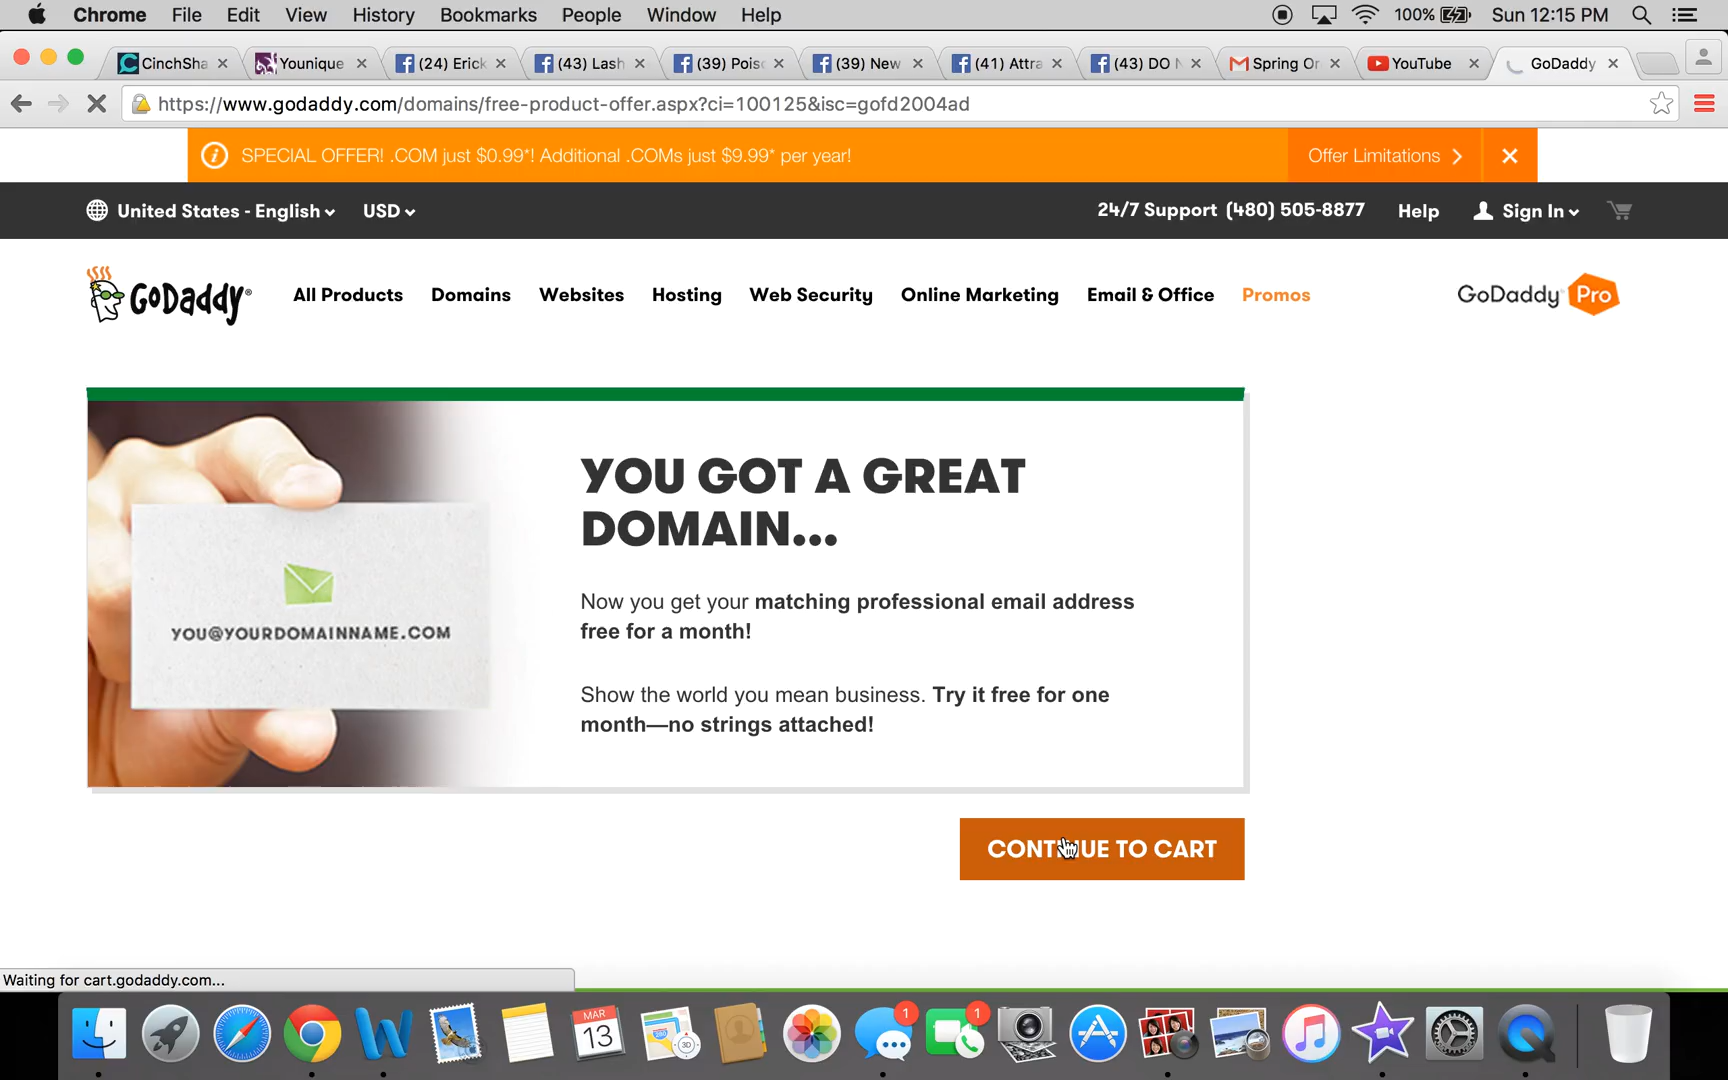 Chrome File Edit View History Bookmarks People Window Help 100% Sun 12:15 PM
CinchSha Younique (24) Erick (43) Lash (39) Pois (39) New (41) Attra (43) DO N Spring Or YouTube GoDaddy
https://www.godaddy.com/domains/free-product-offer.aspx?ci=100125&isc=gofd2004ad
SPECIAL OFFER! .COM just $0.99*! Additional .COMs just $9.99* per year! Offer Limitations
United States - English USD 24/7 Support (480) 505-8877 Help Sign In
GoDaddy® All Products Domains Websites Hosting Web Security Online Marketing Email & Office Promos GoDaddy Pro
YOU GOT A GREAT
DOMAIN...
Now you get your matching professional email address
free for a month!
YOU@YOURDOMAINNAME.COM
Show the world you mean business. Try it free for one
month—no strings attached!
CONTINUE TO CART
Waiting for cart.godaddy.com...
1 1
MAR
13